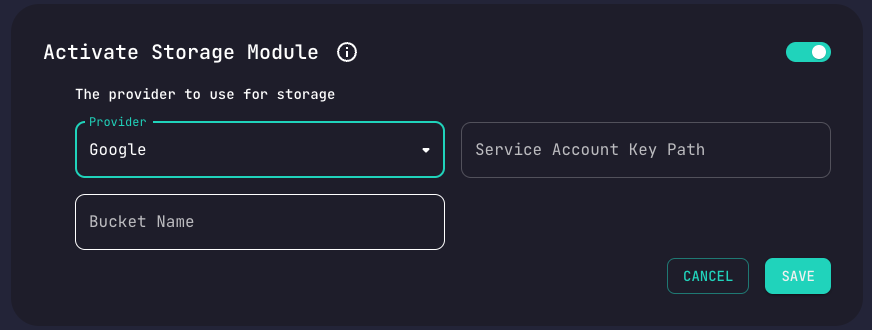 Activate Storage Module
The provider to use for storage
Provider
Google
Service Account Key Path
Bucket Name
CANCEL
SAVE